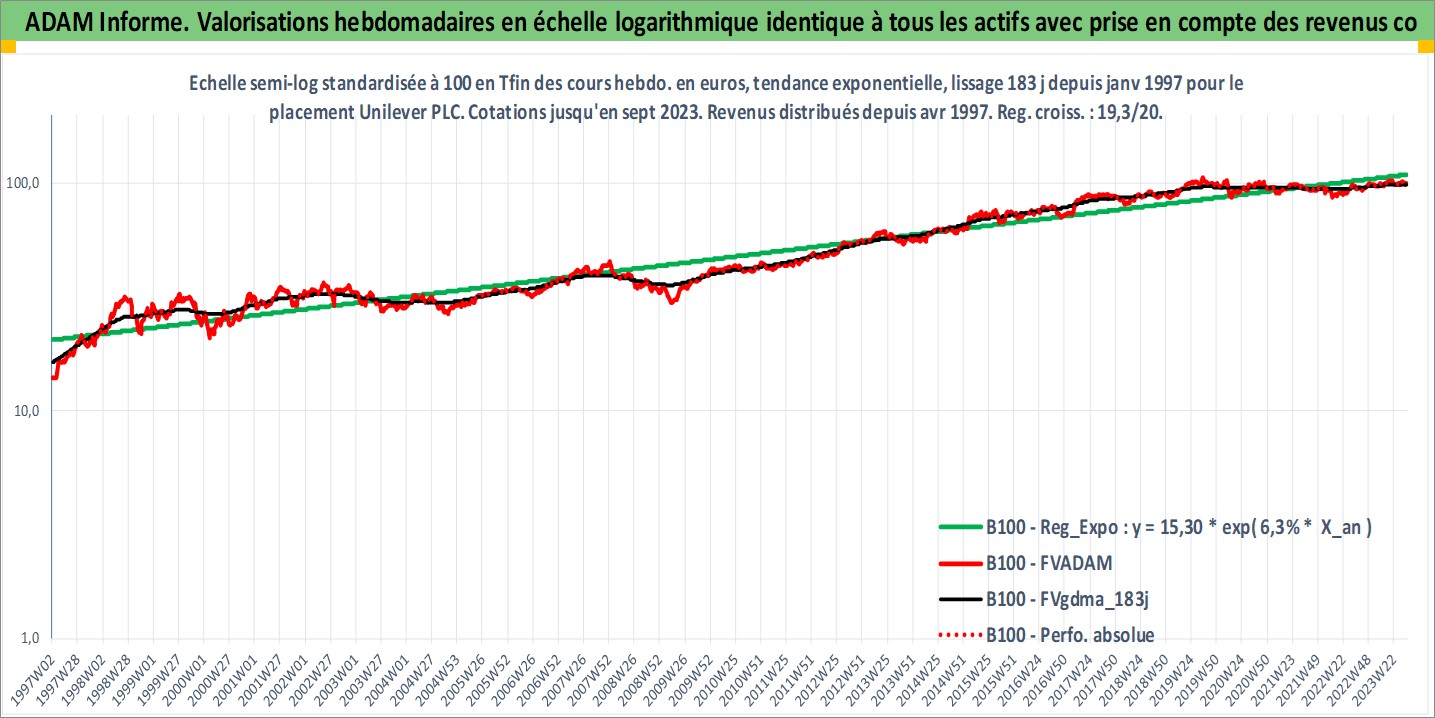 ADAM Informe. Valorisations hebdomadaires en échelle logarithmique identique à tous les actifs avec prise en compte des revenus co
Echelle semi-log standardisée à 100 en Tfin des cours hebdo. en euros, tendance exponentielle, lissage 183 j depuis janv 1997 pour le
placement Unilever PLC. Cotations jusqu'en sept 2023. Revenus distribués depuis avr 1997. Reg. croiss. : 19,3/20.
100,0
10,0
1,0
B100 - Reg_Expo : y = 15,30 * exp( 6,3% * X_an )
B100 - FVADAM
B100 - FVgdma_183j
B100 - Perfo. absolue
1997W02
1997W28
1998W02
1998W28
1999W01
1999W27
2000W01
2000W27
2001W01
2001W27
2002W01
2002W27
2003W01
2003W27
2004W01
2004W27
2004W53
2005W26
2005W52
2006W26
2006W52
2007W26
2007W52
2008W26
2008W52
2009W26
2009W52
2010W25
2010W51
2011W25
2011W51
2012W25
2012W51
2013W25
2013W51
2014W25
2014W51
2015W25
2015W51
2016W24
2016W50
2017W24
2017W50
2018W24
2018W50
2019W24
2019W50
2020W24
2020W50
2021W23
2021W49
2022W22
2022W48
2023W22